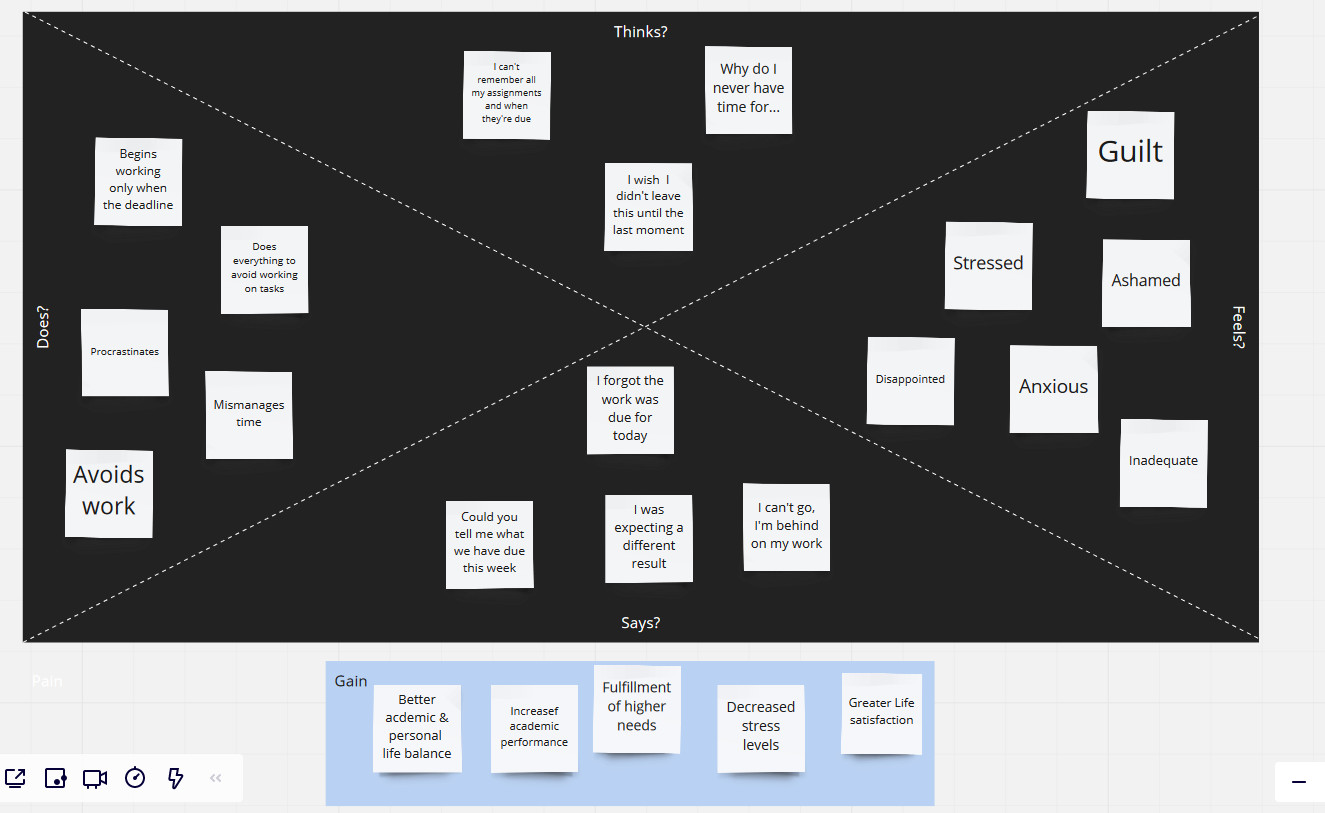 Thinks?
I can't
remember all
my assignments
and when
they're due
Why do I
never have
time for...
I wish I
didn't leave
this until the
last moment
Does?
Begins
working
only when
the deadline
Does
everything to
avoid working
on tasks
Procrastinates
Mismanages
time
Avoids
work
Feels?
Guilt
Stressed
Ashamed
Disappointed
Anxious
Inadequate
I forgot the
work was
due for
today
Could you
tell me what
we have due
this week
I was
expecting a
different
result
I can't go,
I'm behind
on my work
Says?
Pain
Gain
Better
acdemic &
personal
life balance
Increasef
academic
performance
Fulfillment
of higher
needs
Decreased
stress
levels
Greater Life
satisfaction